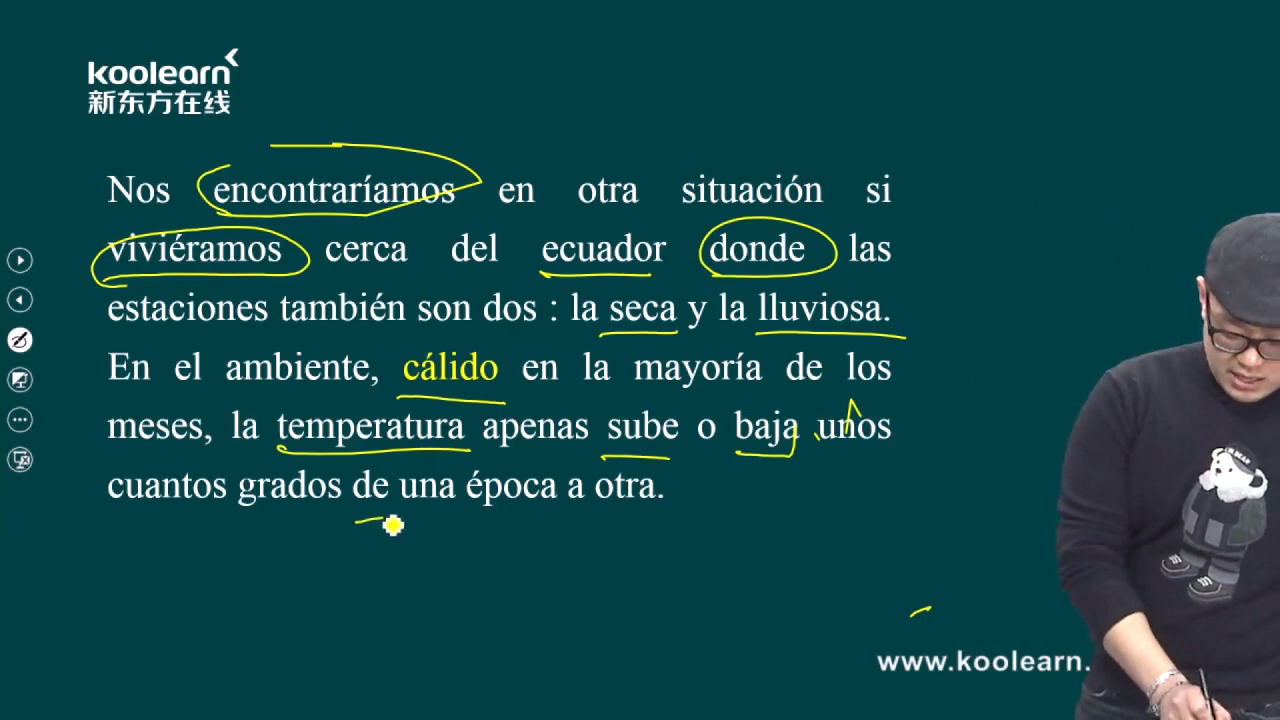 koolearn
新东方在线
Nos encontraríamos en otra situación si
viviéramos cerca del ecuador donde las
estaciones también son dos : la seca y la lluviosa.
En el ambiente, cálido en la mayoría de los
meses, la temperatura apenas sube o baja unos
cuantos grados de una época a otra.
www.koolearn.